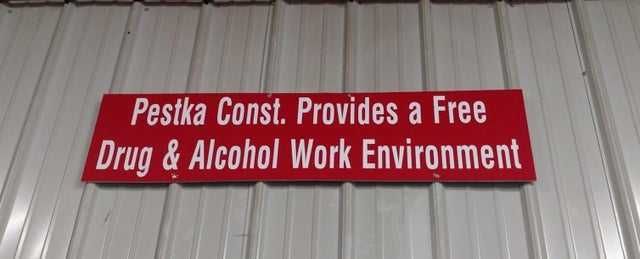 Pestka Const. Provides a Free
Drug & Alcohol Work Environment